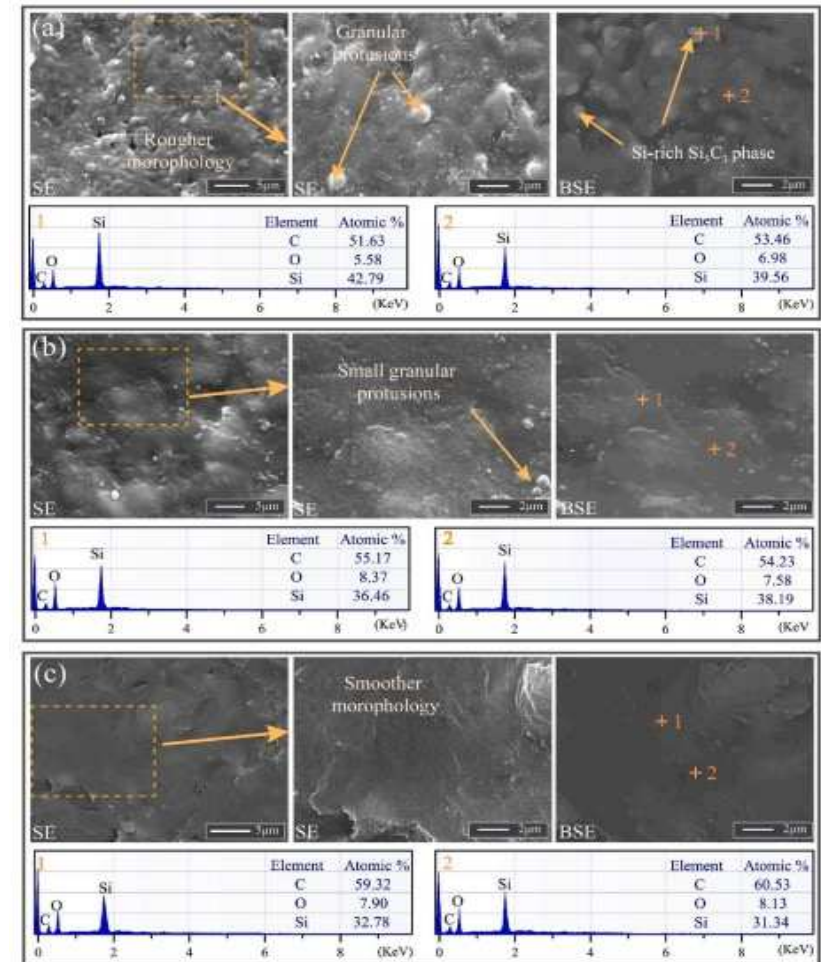 (a)
Rougher
morophology
SE
5μm
Granular
protusions
SE
2μm
1
2
Si-rich Si5C3 phase
BSE
2μm
1
Si
O
C
Element Atomic %
C 51.63
O 5.58
Si 42.79
0 2 4 6 8 (KeV)
2
Si
O
C
Element Atomic %
C 53.46
O 6.98
Si 39.56
0 2 4 6 8 (KeV)
(b)
SE
5μm
Small granular
protusions
SE
2μm
1
2
BSE
2μm
1
Si
O
C
Element Atomic %
C 55.17
O 8.37
Si 36.46
0 2 4 6 8 (KeV)
2
Si
O
C
Element Atomic %
C 54.23
O 7.58
Si 38.19
0 2 4 6 8 (KeV
(c)
SE
5μm
Smoother
morophology
SE
2μm
1
2
BSE
2μm
1
Si
O
C
Element Atomic %
C 59.32
O 7.90
Si 32.78
0 2 4 6 8 (KeV)
2
Si
O
C
Element Atomic %
C 60.53
O 8.13
Si 31.34
0 2 4 6 8 (KeV)